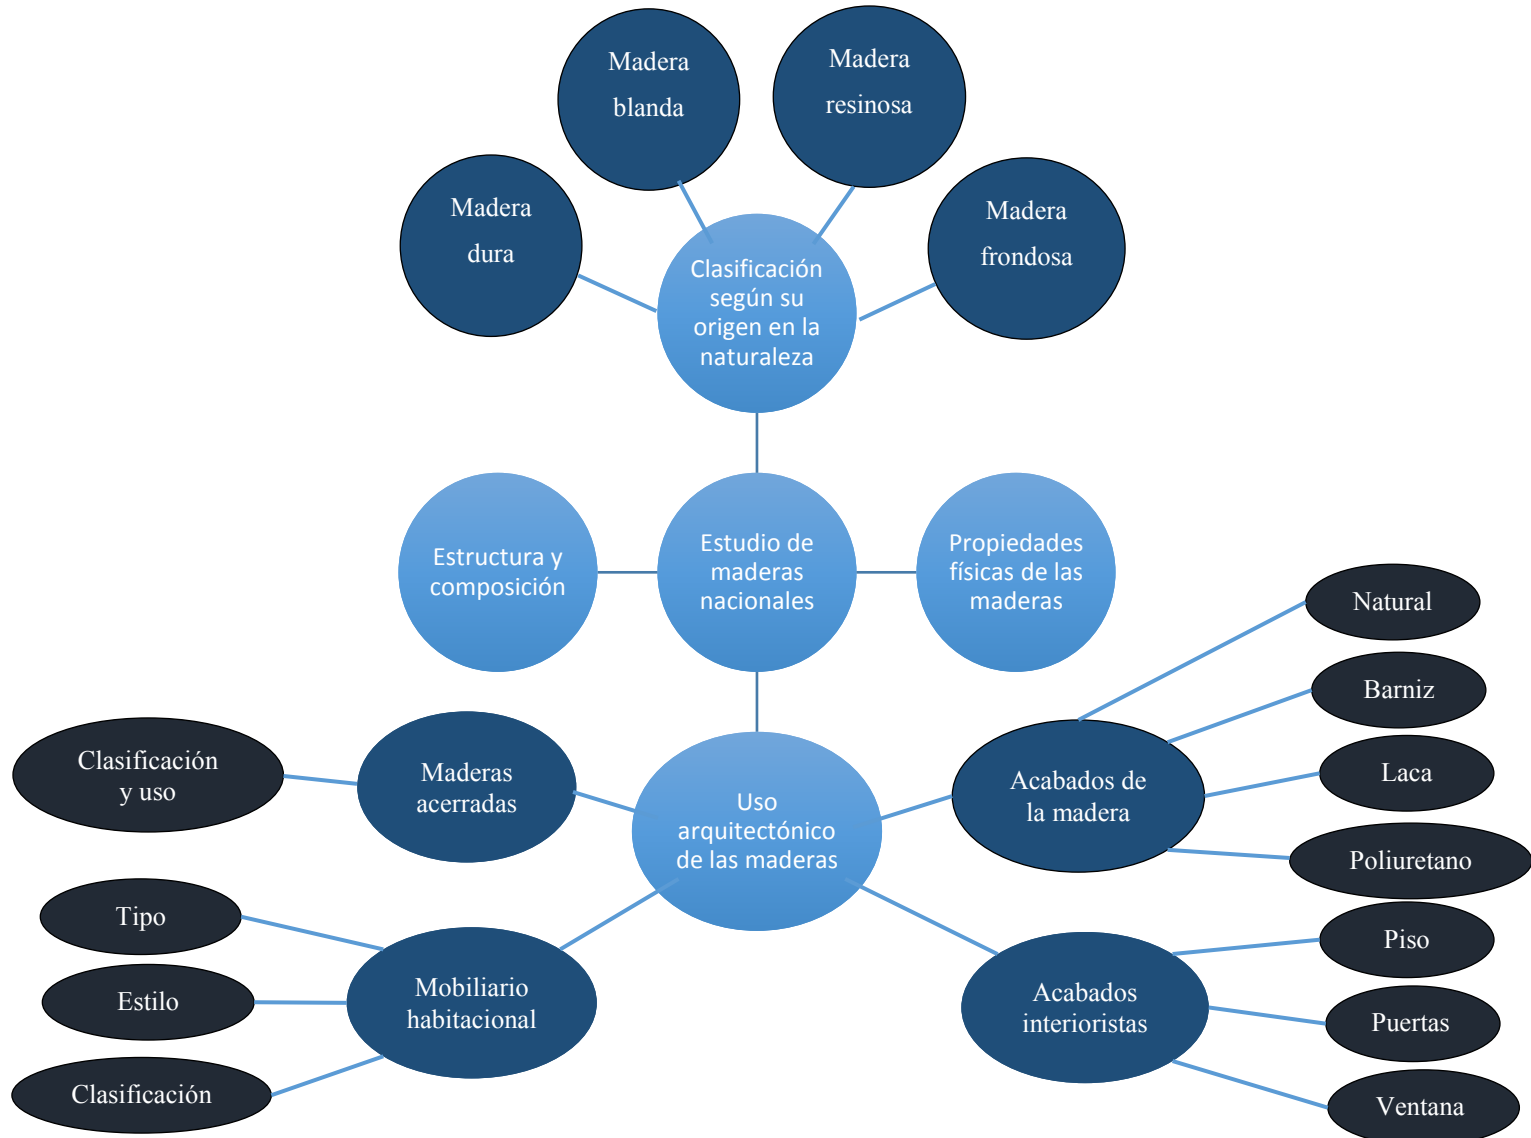 Madera
blanda
Madera
resinosa
Madera
dura
Madera
frondosa
Clasificación
según su
origen en la
naturaleza
Estructura y
composición
Estudio de
maderas
nacionales
Propiedades
físicas de las
maderas
Natural
Barniz
Laca
Poliuretano
Acabados de
la madera
Clasificación
y uso
Maderas
acerradas
Uso
arquitectónico
de las maderas
Tipo
Estilo
Clasificación
Mobiliario
habitacional
Acabados
interioristas
Piso
Puertas
Ventana